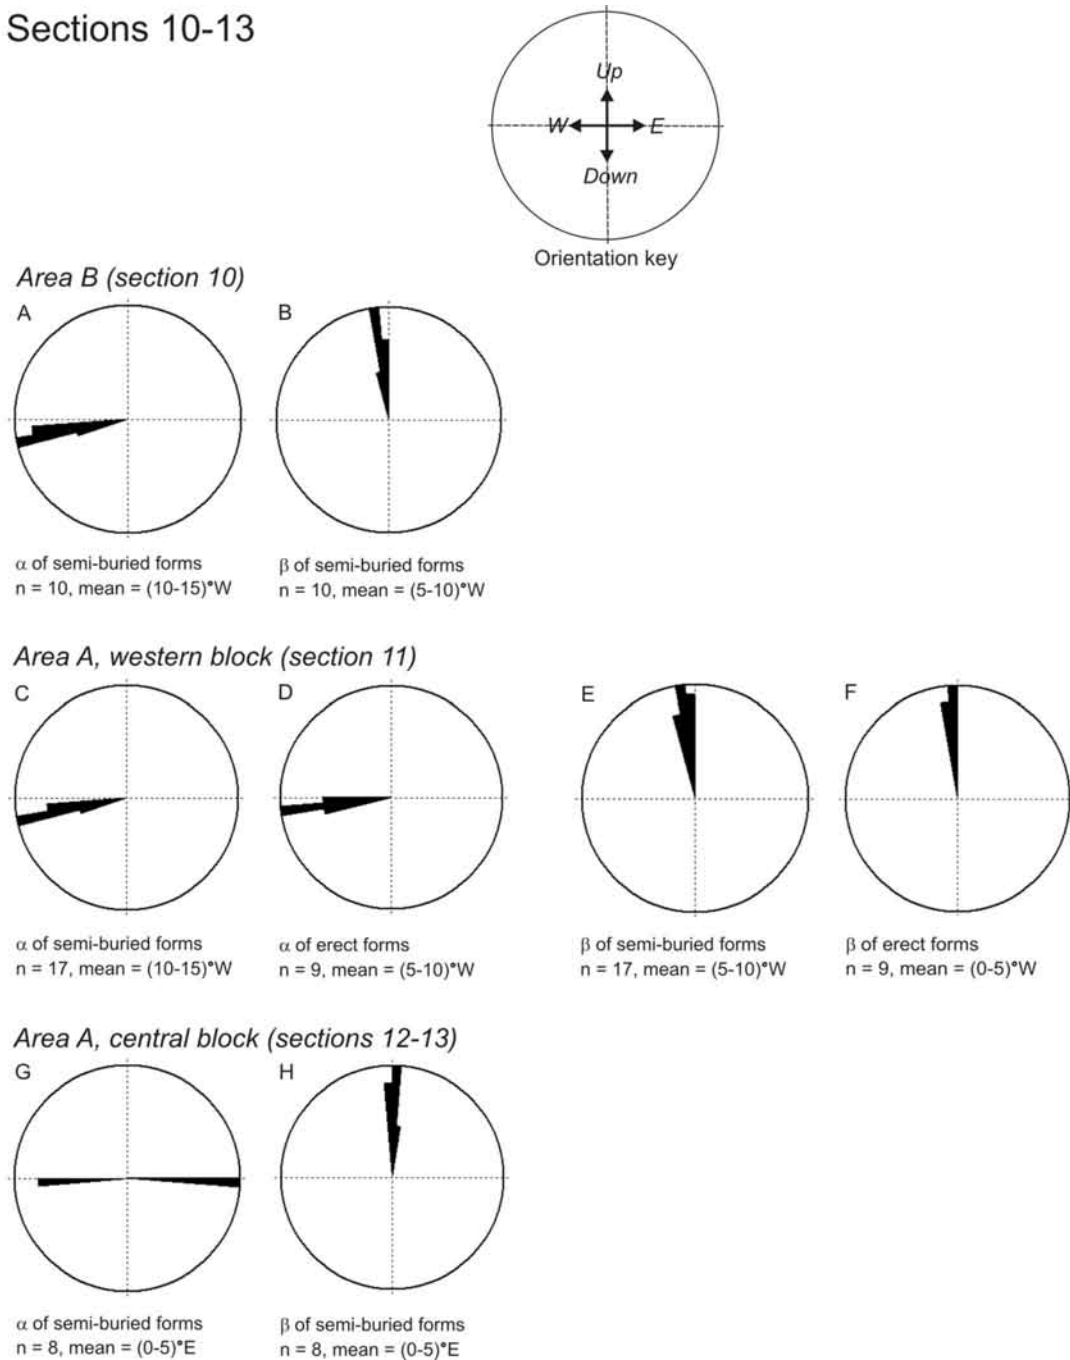 Sections 10-13
Up
W E
Down
Orientation key
Area B (section 10)
A B
α of semi-buried forms β of semi-buried forms
n = 10, mean = (10-15)°W n = 10, mean = (5-10)°W
Area A, western block (section 11)
C D E F
α of semi-buried forms α of erect forms β of semi-buried forms β of erect forms
n = 17, mean = (10-15)°W n = 9, mean = (5-10)°W n = 17, mean = (5-10)°W n = 9, mean = (0-5)°W
Area A, central block (sections 12-13)
G H
α of semi-buried forms β of semi-buried forms
n = 8, mean = (0-5)°E n = 8, mean = (0-5)°E